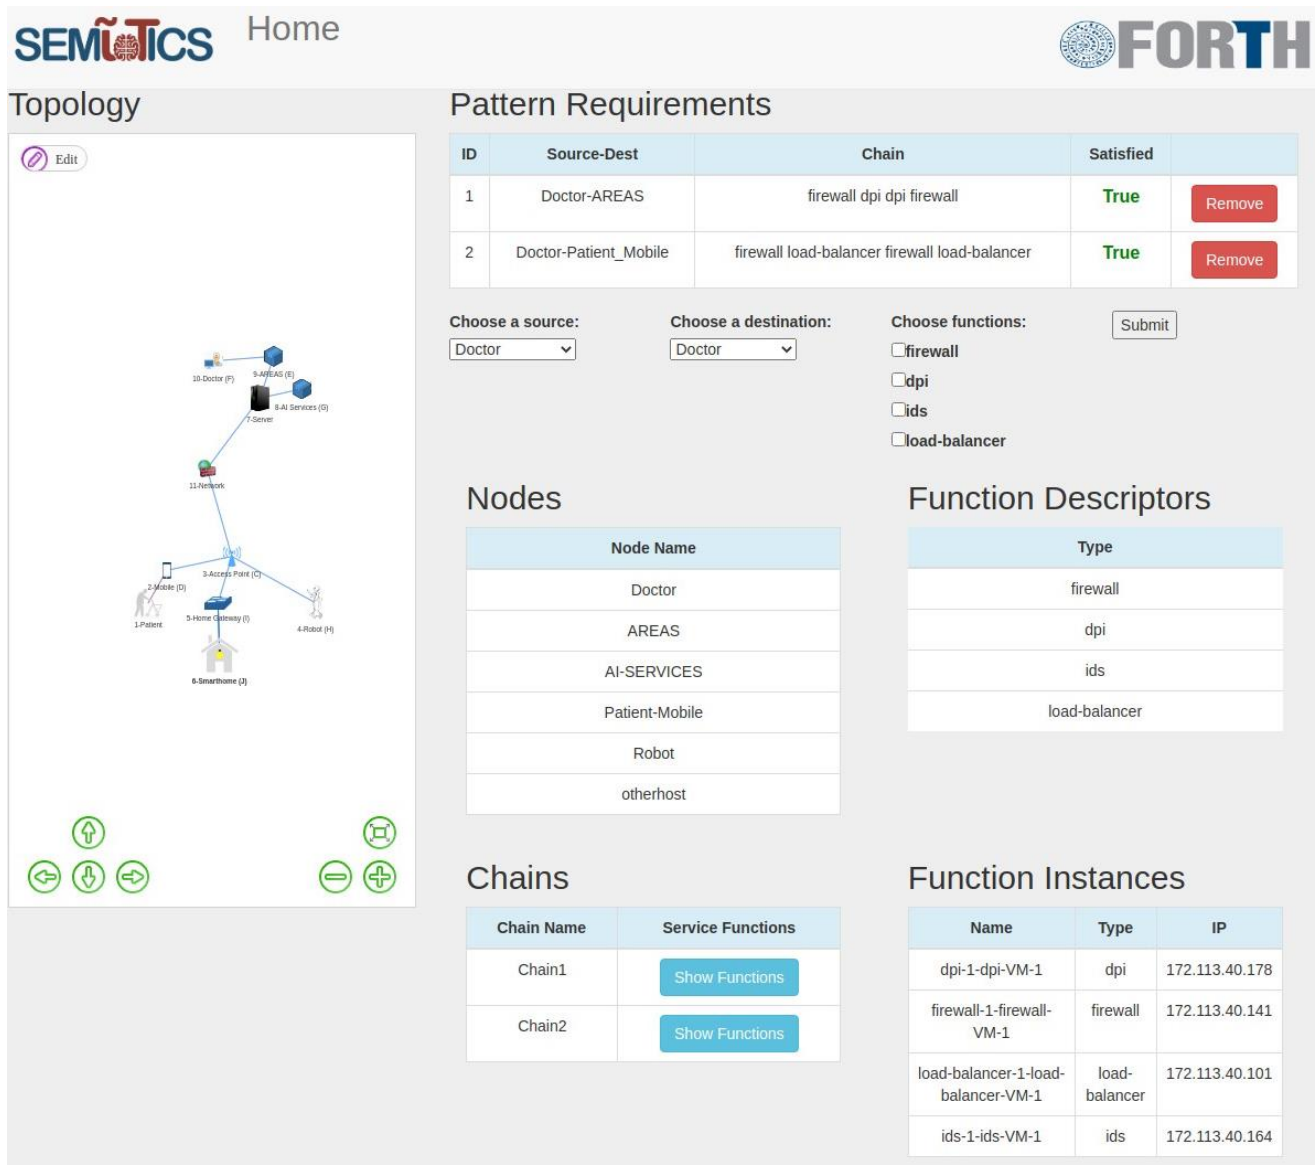 SEMIoTICS
Home
FORTH
Topology
Edit
10-Doctor (F)
9-AREAS (E)
8-AI Services (G)
7-Server
11-Network
3-Access Point (C)
2-Mobile (D)
1-Patient
5-Home Gateway (I)
4-Robot (H)
6-Smarthome (J)
Pattern Requirements
ID Source-Dest Chain Satisfied
1 Doctor-AREAS firewall dpi dpi firewall True Remove
2 Doctor-Patient_Mobile firewall load-balancer firewall load-balancer True Remove
Choose a source: Choose a destination: Choose functions: Submit
Doctor Doctor
firewall
dpi
ids
load-balancer
Nodes
Node Name
Doctor
AREAS
AI-SERVICES
Patient-Mobile
Robot
otherhost
Function Descriptors
Type
firewall
dpi
ids
load-balancer
Chains
Chain Name Service Functions
Chain1 Show Functions
Chain2 Show Functions
Function Instances
Name Type IP
dpi-1-dpi-VM-1 dpi 172.113.40.178
firewall-1-firewall- firewall 172.113.40.141
VM-1
load-balancer-1-load- load- 172.113.40.101
balancer-VM-1 balancer
ids-1-ids-VM-1 ids 172.113.40.164